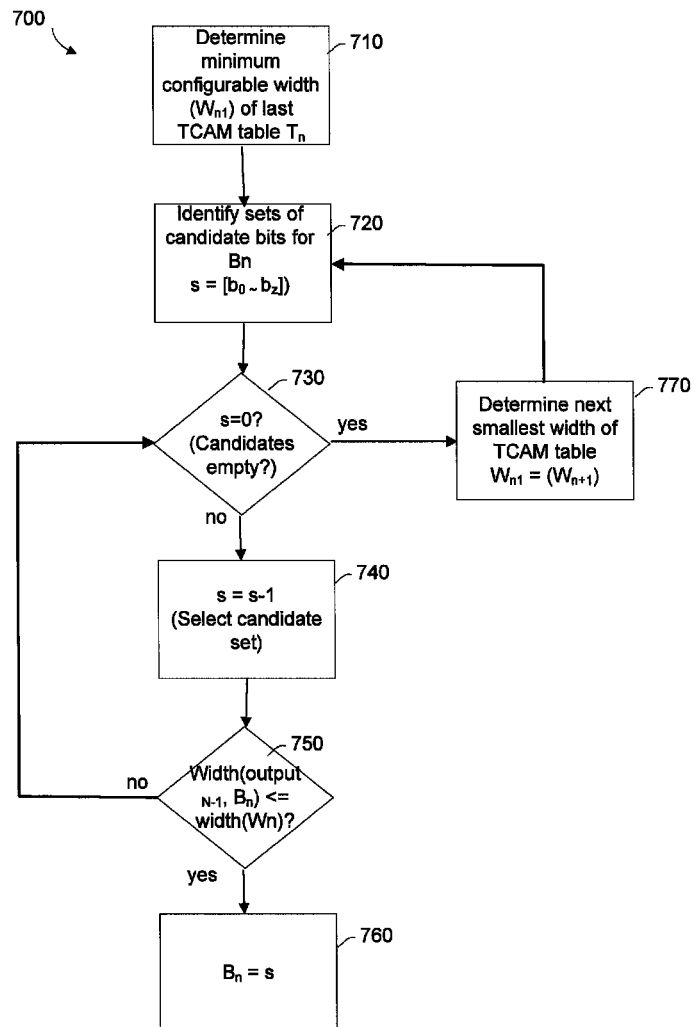 700
Determine
minimum
configurable width
(Wn1) of last
TCAM table Tn
710
Identify sets of
candidate bits for
Bn
s = [b0 ~ bz])
720
s=0?
(Candidates
empty?)
730
yes
no
Determine next
smallest width of
TCAM table
Wn1 = (Wn+1)
770
s = s-1
(Select candidate
set)
740
Width(output
N-1, Bn) <=
width(Wn)?
750
no
yes
Bn = s
760